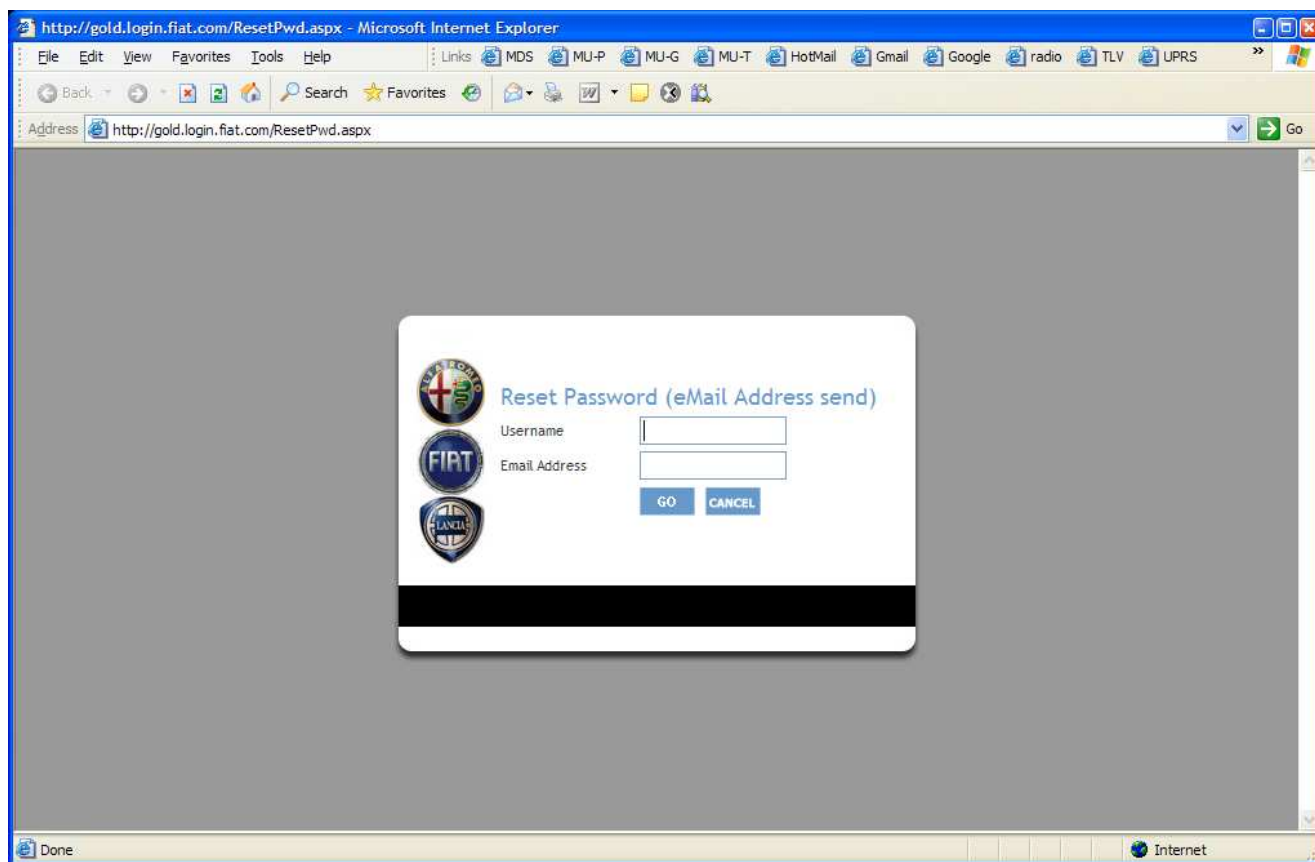 http://gold.login.fiat.com/ResetPwd.aspx - Microsoft Internet Explorer
File Edit View Favorites Tools Help Links MDS MU-P MU-G MU-T HotMail Gmail Google radio TLV UPRS »
Back Search Favorites
Address http://gold.login.fiat.com/ResetPwd.aspx Go
ALFA ROMEO
Reset Password (eMail Address send)
Username
FIAT
Email Address
GO CANCEL
LANCIA
Done Internet